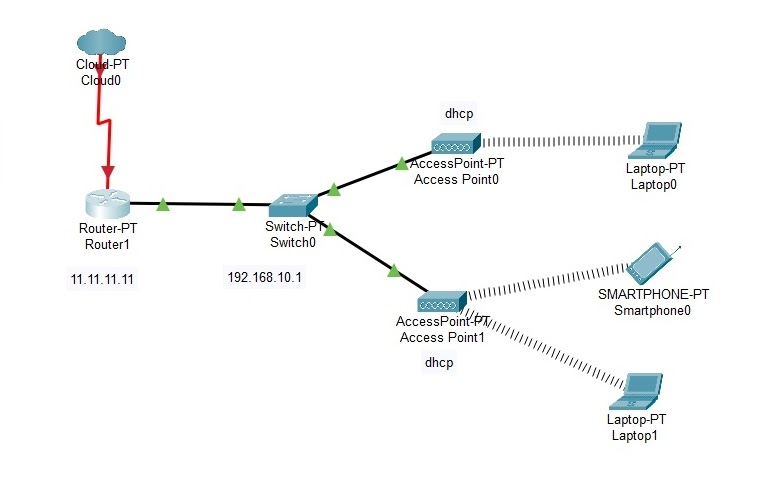 Cloud-PT
Cloud0
dhcp
AccessPoint-PT
Access Point0
Laptop-PT
Laptop0
Router-PT
Router1
Switch-PT
Switch0
11.11.11.11
192.168.10.1
SMARTPHONE-PT
Smartphone0
AccessPoint-PT
Access Point1
dhcp
Laptop-PT
Laptop1